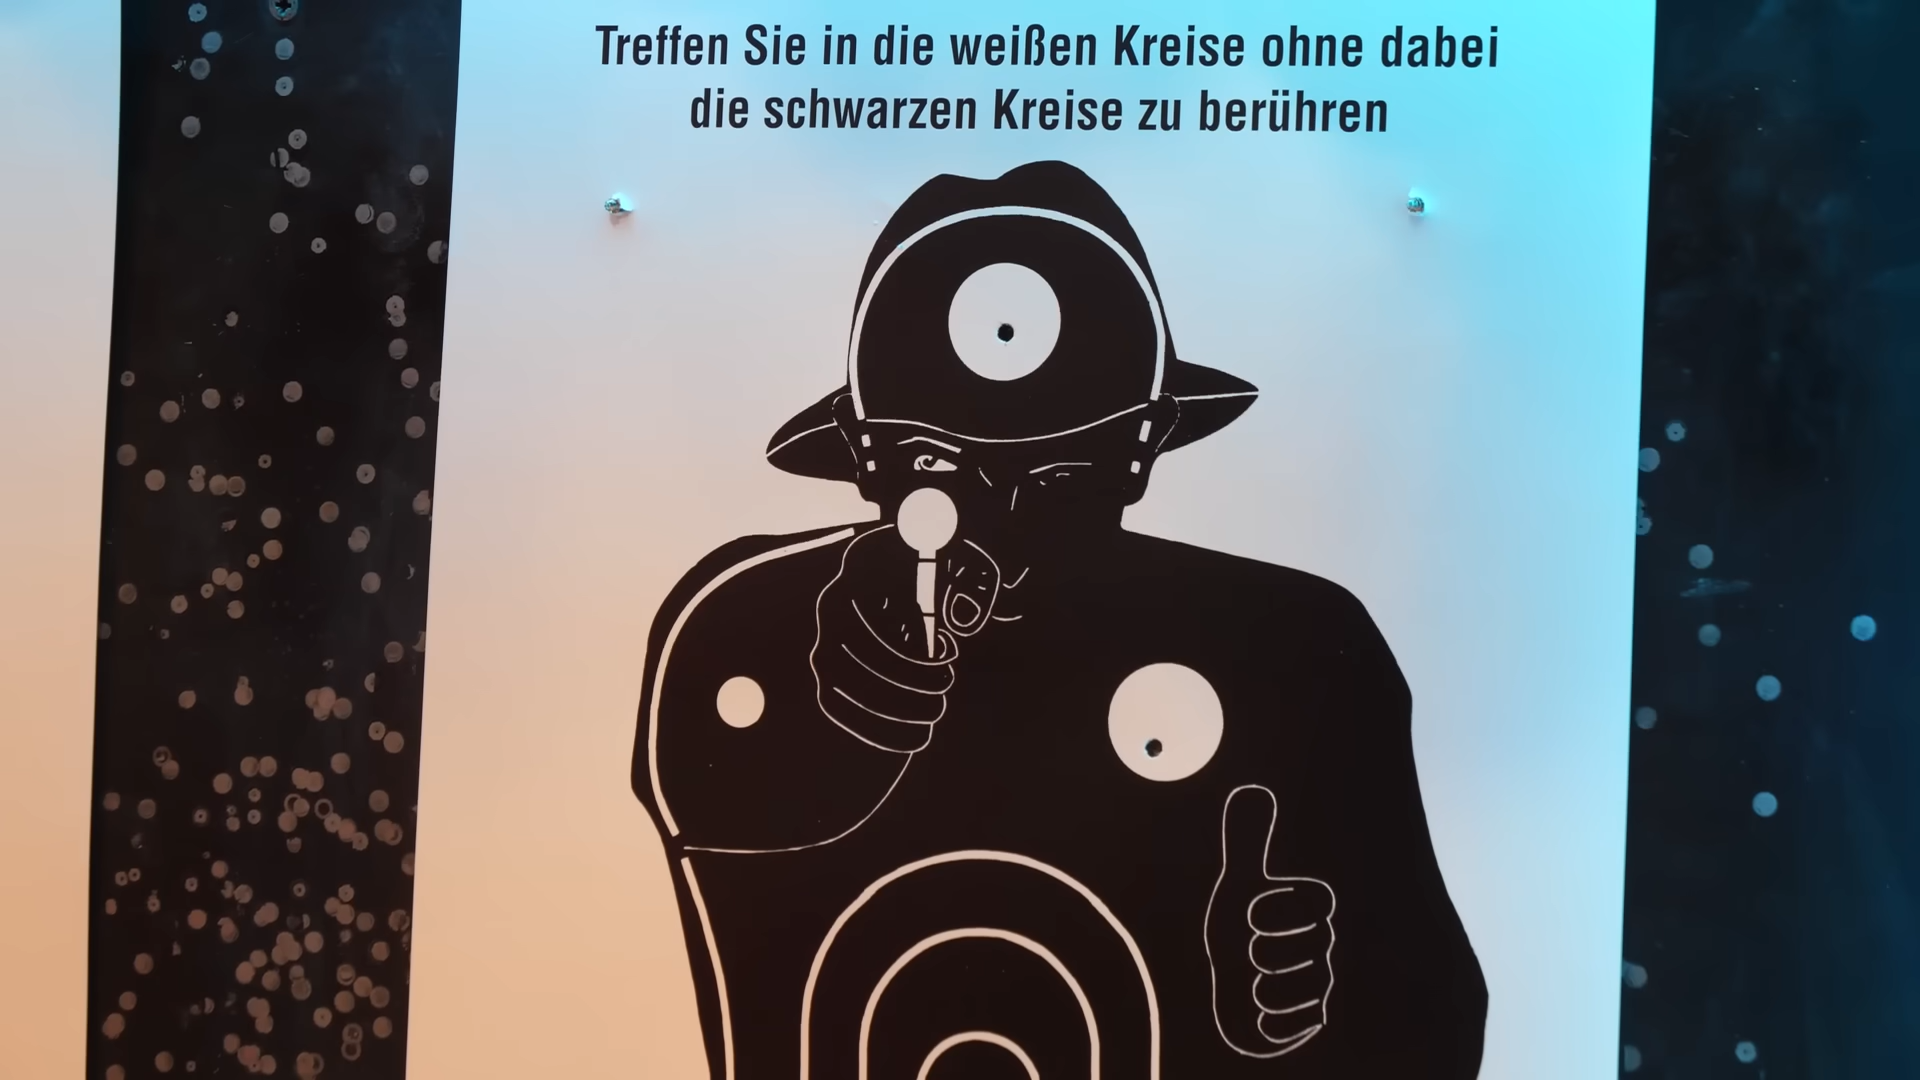 Treffen Sie in die weißen Kreise ohne dabei
die schwarzen Kreise zu berühren